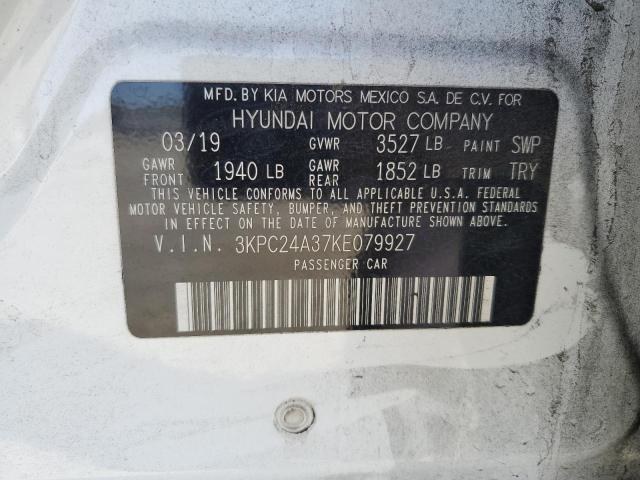 MFD. BY KIA MOTORS MEXICO S.A. DE C.V. FOR
HYUNDAI MOTOR COMPANY
03/19 GVWR 3527 LB PAINT SWP
GAWR FRONT 1940 LB GAWR REAR 1852 LB TRIM TRY
THIS VEHICLE CONFORMS TO ALL APPLICABLE U.S.A. FEDERAL
MOTOR VEHICLE SAFETY, BUMPER, AND THEFT PREVENTION STANDARDS
IN EFFECT ON THE DATE OF MANUFACTURE SHOWN ABOVE.
V.I.N. 3KPC24A37KE079927
PASSENGER CAR